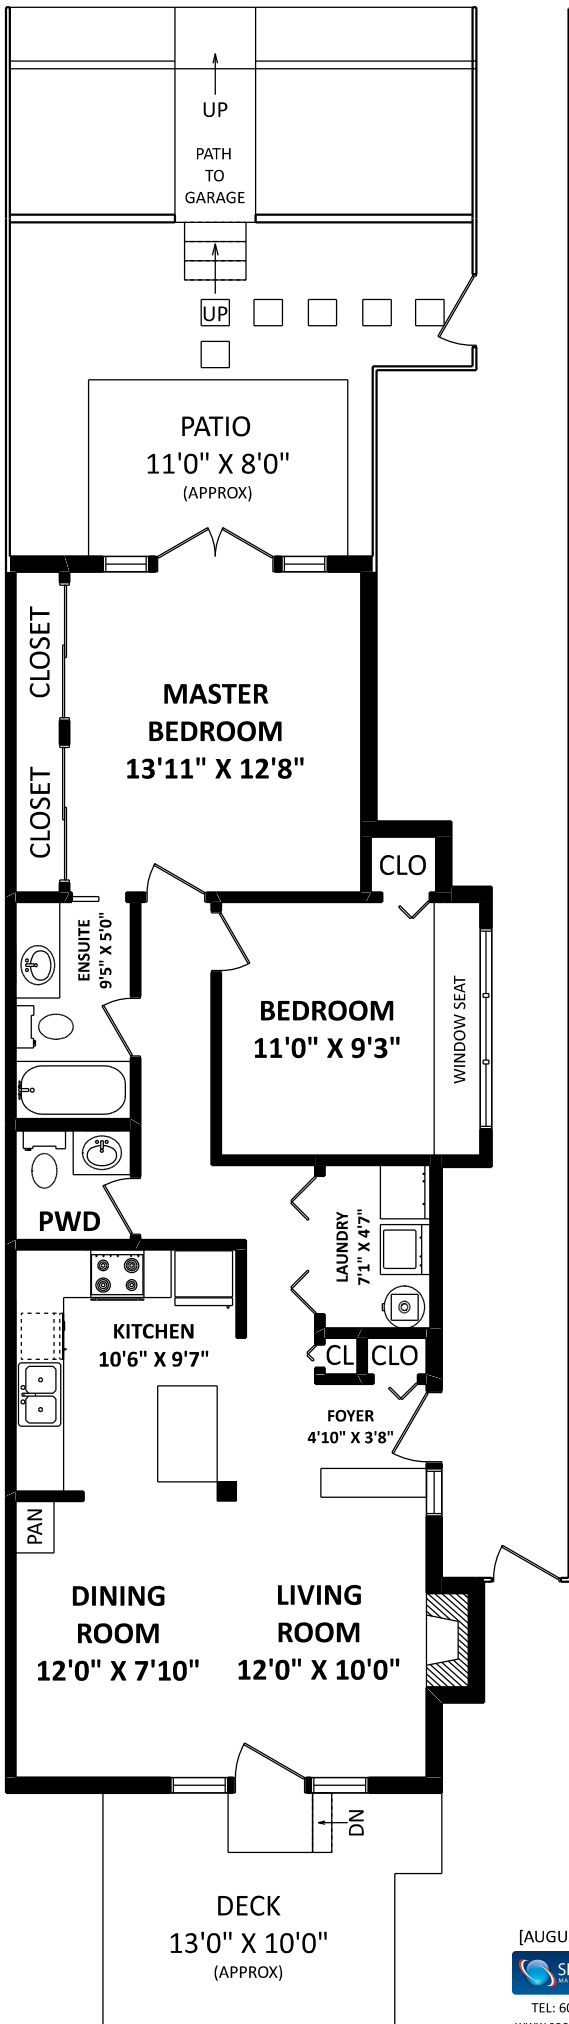 UP
PATH
TO
GARAGE
UP
PATIO
11'0" X 8'0"
(APPROX)
CLOSET
MASTER
BEDROOM
13'11" X 12'8"
CLOSET
CLO
ENSUITE
9'5" X 5'0"
BEDROOM
11'0" X 9'3"
WINDOW SEAT
PWD
LAUNDRY
7'1" X 4'7"
KITCHEN
10'6" X 9'7"
CL
CLO
FOYER
4'10" X 3'8"
PAN
DINING
ROOM
12'0" X 7'10"
LIVING
ROOM
12'0" X 10'0"
DN
DECK
13'0" X 10'0"
(APPROX)
[AUGU
TEL: 60